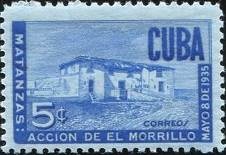 MATANZAS:
CUBA
MAYO 8 DE 1935
5¢
CORREOS
ACCION DE EL MORRILLO